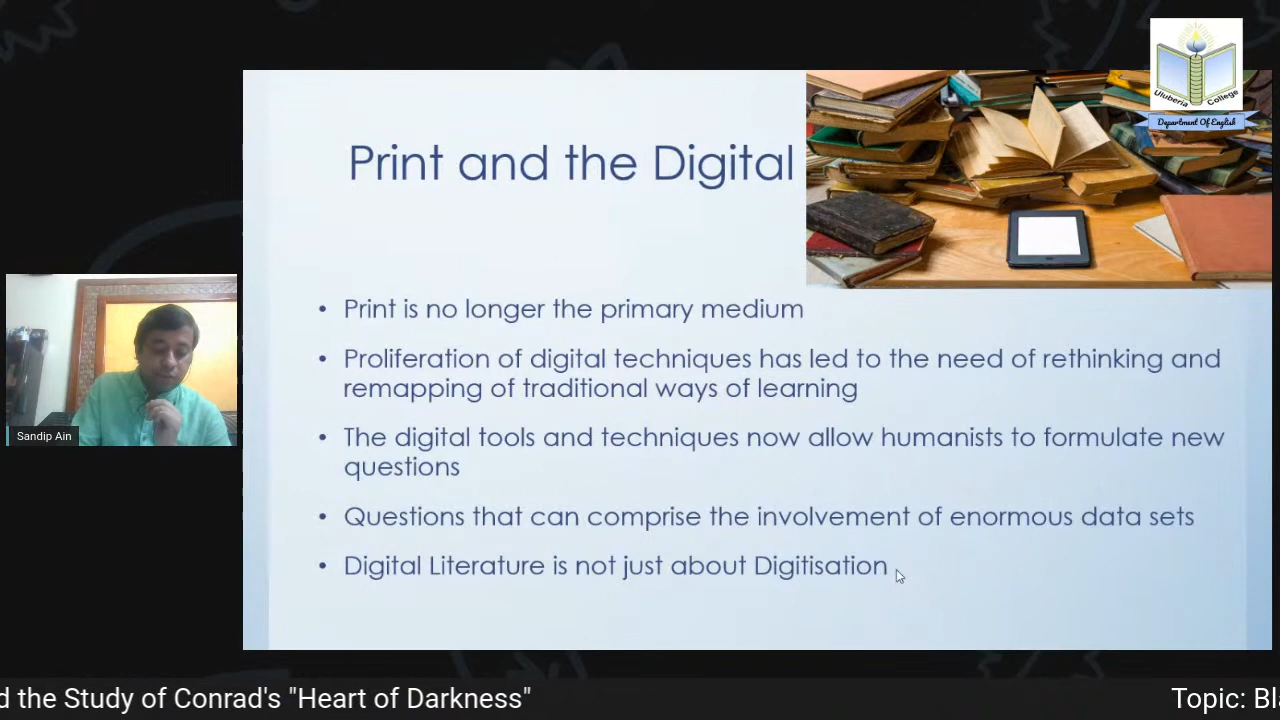 Uluberia College
Department Of English
Print and the Digital
• Print is no longer the primary medium
• Proliferation of digital techniques has led to the need of rethinking and
remapping of traditional ways of learning
• The digital tools and techniques now allow humanists to formulate new
questions
• Questions that can comprise the involvement of enormous data sets
• Digital Literature is not just about Digitisation
Sandip Ain
d the Study of Conrad's "Heart of Darkness"
Topic: Bl